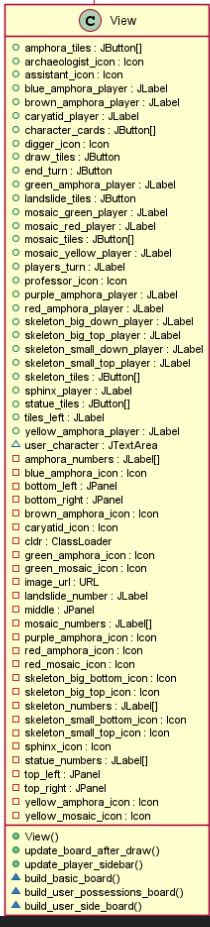 C View
amphora_tiles : JButton[]
archaeologist_icon : Icon
assistant_icon : Icon
blue_amphora_player : JLabel
brown_amphora_player : JLabel
caryatid_player : JLabel
character_cards : JButton[]
digger_icon : Icon
draw_tiles : JButton
end_turn : JButton
green_amphora_player : JLabel
landslide_tiles : JButton
mosaic_green_player : JLabel
mosaic_red_player : JLabel
mosaic_tiles : JButton[]
mosaic_yellow_player : JLabel
players_turn : JLabel
professor_icon : Icon
purple_amphora_player : JLabel
red_amphora_player : JLabel
skeleton_big_down_player : JLabel
skeleton_big_top_player : JLabel
skeleton_small_down_player : JLabel
skeleton_small_top_player : JLabel
skeleton_tiles : JButton[]
sphinx_player : JLabel
statue_tiles : JButton[]
tiles_left : JLabel
yellow_amphora_player : JLabel
user_character : JTextArea
amphora_numbers : JLabel[]
blue_amphora_icon : Icon
bottom_left : JPanel
bottom_right : JPanel
brown_amphora_icon : Icon
caryatid_icon : Icon
cldr : ClassLoader
green_amphora_icon : Icon
green_mosaic_icon : Icon
image_url : URL
landslide_number : JLabel
middle : JPanel
mosaic_numbers : JLabel[]
purple_amphora_icon : Icon
red_amphora_icon : Icon
red_mosaic_icon : Icon
skeleton_big_bottom_icon : Icon
skeleton_big_top_icon : Icon
skeleton_numbers : JLabel[]
skeleton_small_bottom_icon : Icon
skeleton_small_top_icon : Icon
sphinx_icon : Icon
statue_numbers : JLabel[]
top_left : JPanel
top_right : JPanel
yellow_amphora_icon : Icon
yellow_mosaic_icon : Icon
View()
update_board_after_draw()
update_player_sidebar()
build_basic_board()
build_user_possessions_board()
build_user_side_board()